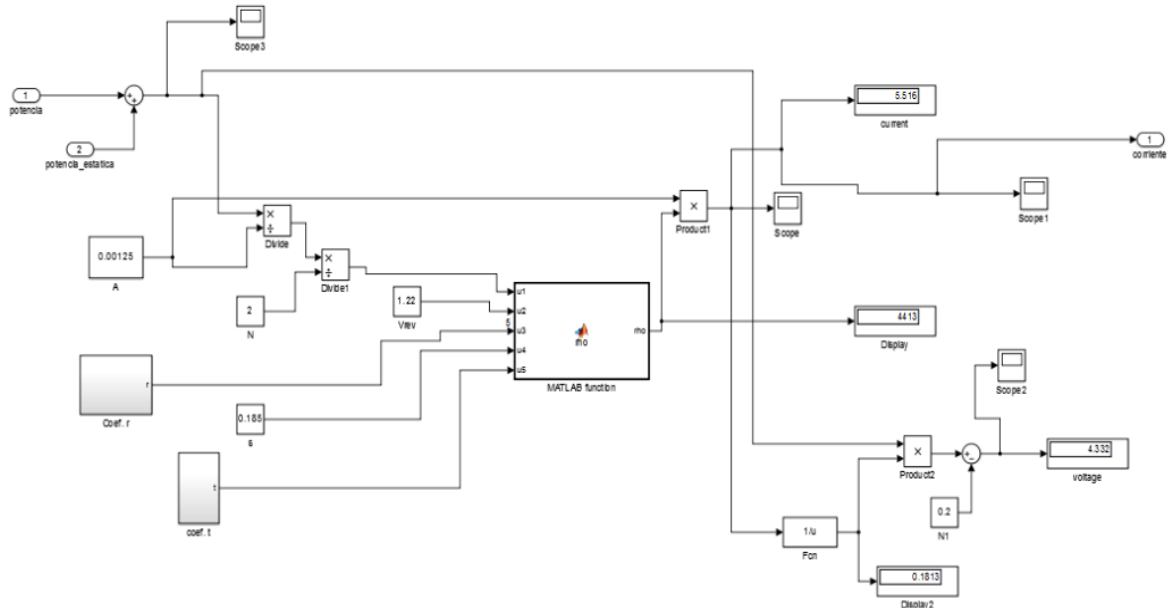 Scope3
1
potencia
2
potencia_estatica
5.516
current
1
corriente
Scope1
Product1
Scope
Divide
Divide1
0.00125
A
2
N
1.22
Vrev
5
u1
u2
u3
u4
u5
rho
rho
MATLAB function
4413
Display
r
Coef. r
0.185
s
t
coef. t
Scope2
Product2
4.332
voltage
0.2
N1
1/u
Fcn
0.1813
Display2